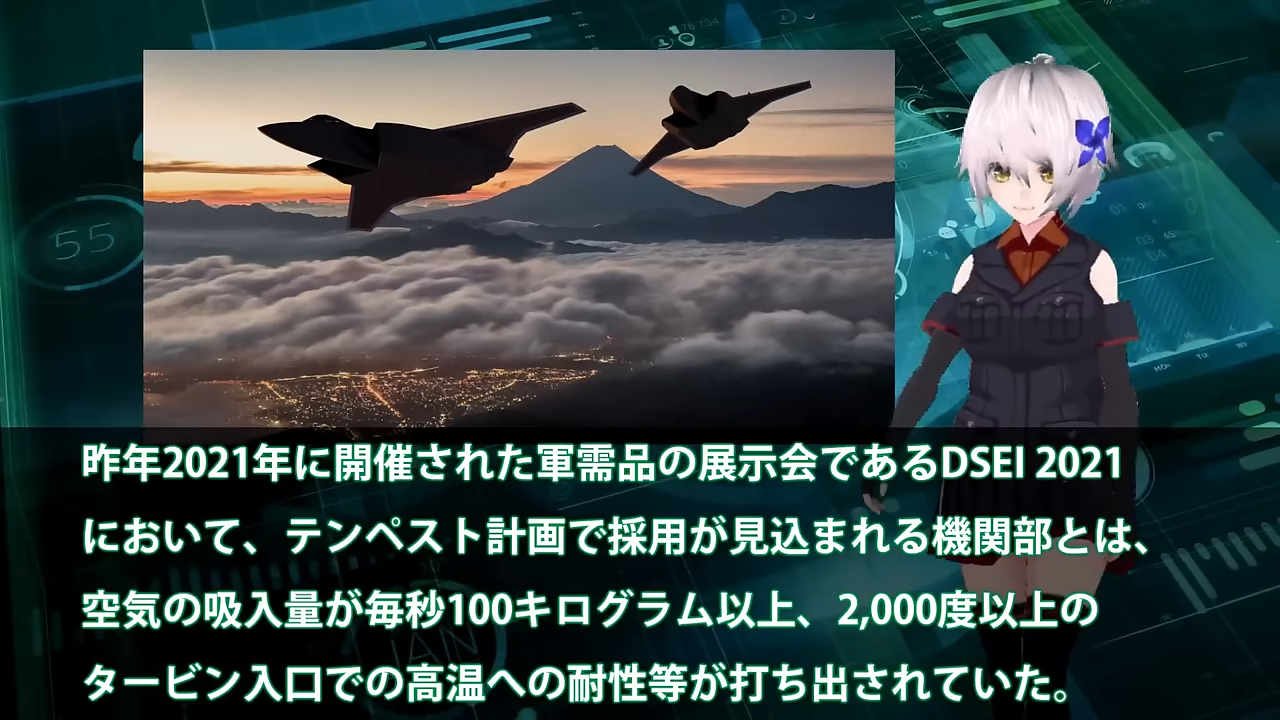 76 734
55
昨年2021年に開催された軍需品の展示会であるDSEI 2021
において、テンペスト計画で採用が見込まれる機関部とは、
空気の吸入量が毎秒100キログラム以上、2,000度以上の
タービン入口での高温への耐性等が打ち出されていた。